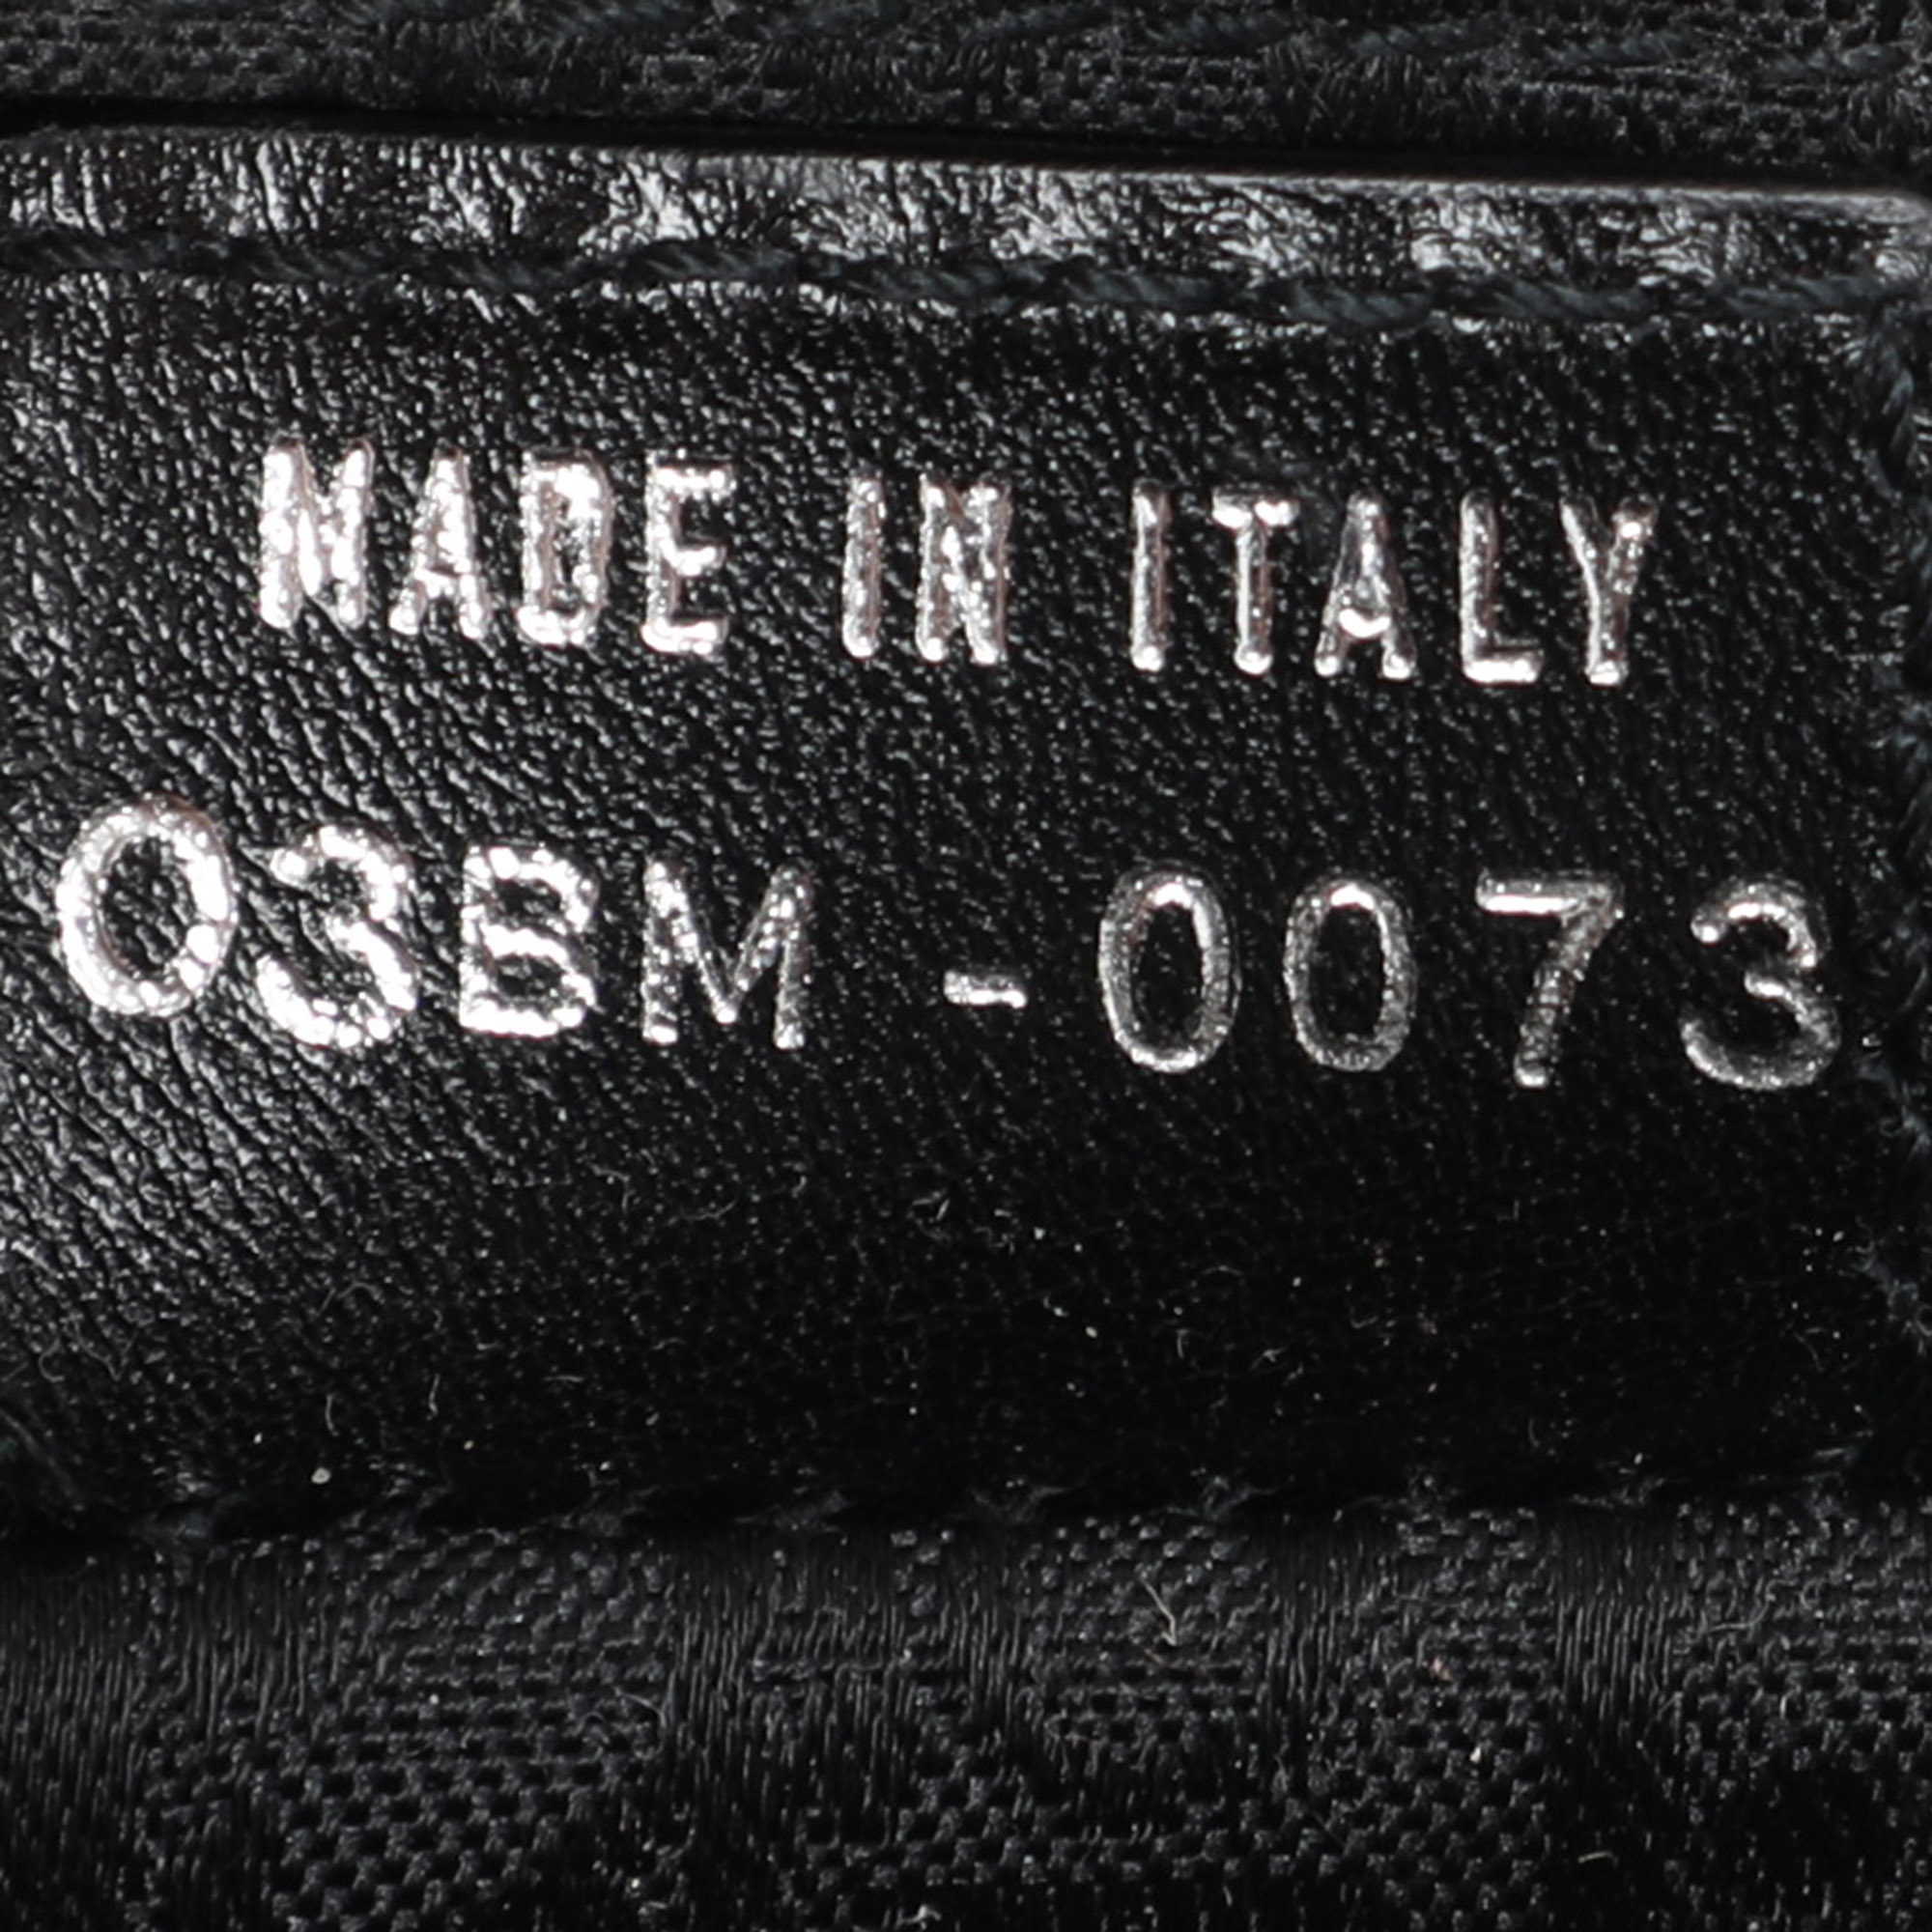 MADE IN ITALY
03BM - 0073